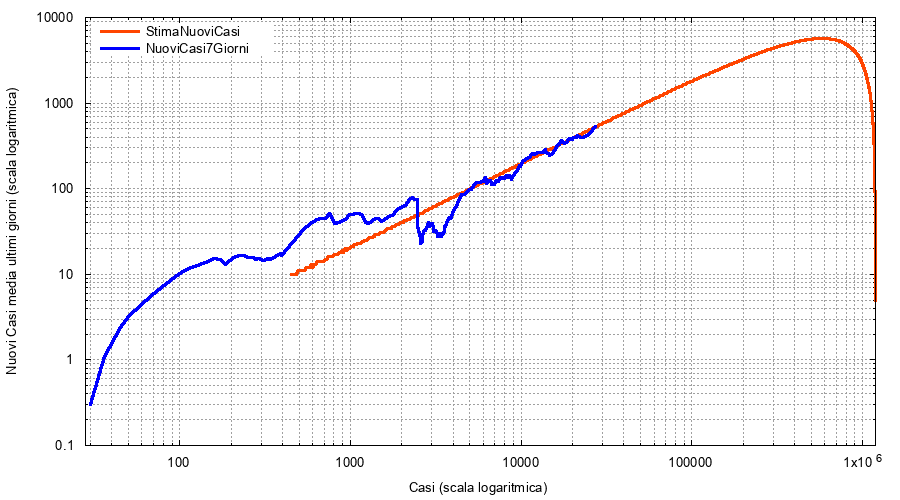 StimaNuoviCasi
NuoviCasi7Giorni
Nuovi Casi media ultimi giorni (scala logaritmica)
10000
1000
100
10
1
0.1
100
1000
10000
100000
1x10 6
Casi (scala logaritmica)